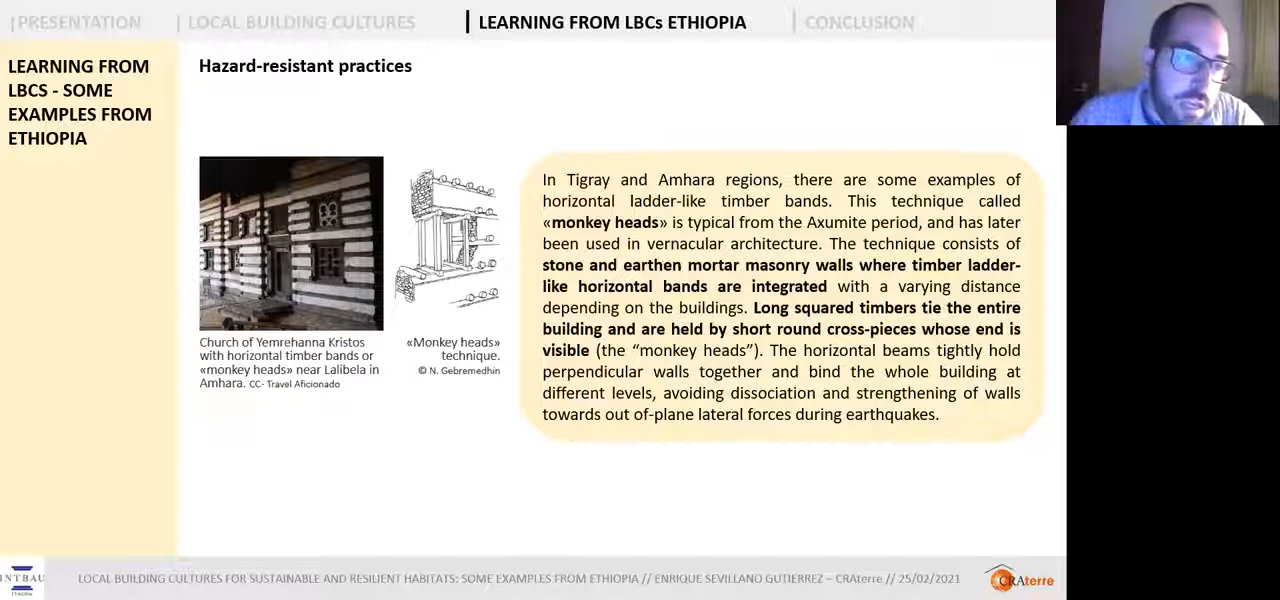 |PRESENTATION | LOCAL BUILDING CULTURES | LEARNING FROM LBCs ETHIOPIA | CONCLUSION
LEARNING FROM
LBCS - SOME
EXAMPLES FROM
ETHIOPIA
Hazard-resistant practices
Church of Yemrehanna Kristos
with horizontal timber bands or
«monkey heads» near Lalibela in
Amhara. CC- Travel Aficionado
«Monkey heads»
technique.
© N. Gebremedhin
In Tigray and Amhara regions, there are some examples of
horizontal ladder-like timber bands. This technique called
«monkey heads» is typical from the Axumite period, and has later
been used in vernacular architecture. The technique consists of
stone and earthen mortar masonry walls where timber ladder-
like horizontal bands are integrated with a varying distance
depending on the buildings. Long squared timbers tie the entire
building and are held by short round cross-pieces whose end is
visible (the “monkey heads”). The horizontal beams tightly hold
perpendicular walls together and bind the whole building at
different levels, avoiding dissociation and strengthening of walls
towards out of-plane lateral forces during earthquakes.
INTBAU
ETHIOPIA
LOCAL BUILDING CULTURES FOR SUSTAINABLE AND RESILIENT HABITATS: SOME EXAMPLES FROM ETHIOPIA // ENRIQUE SEVILLANO GUTIERREZ – CRAterre // 25/02/2021
CRAterre